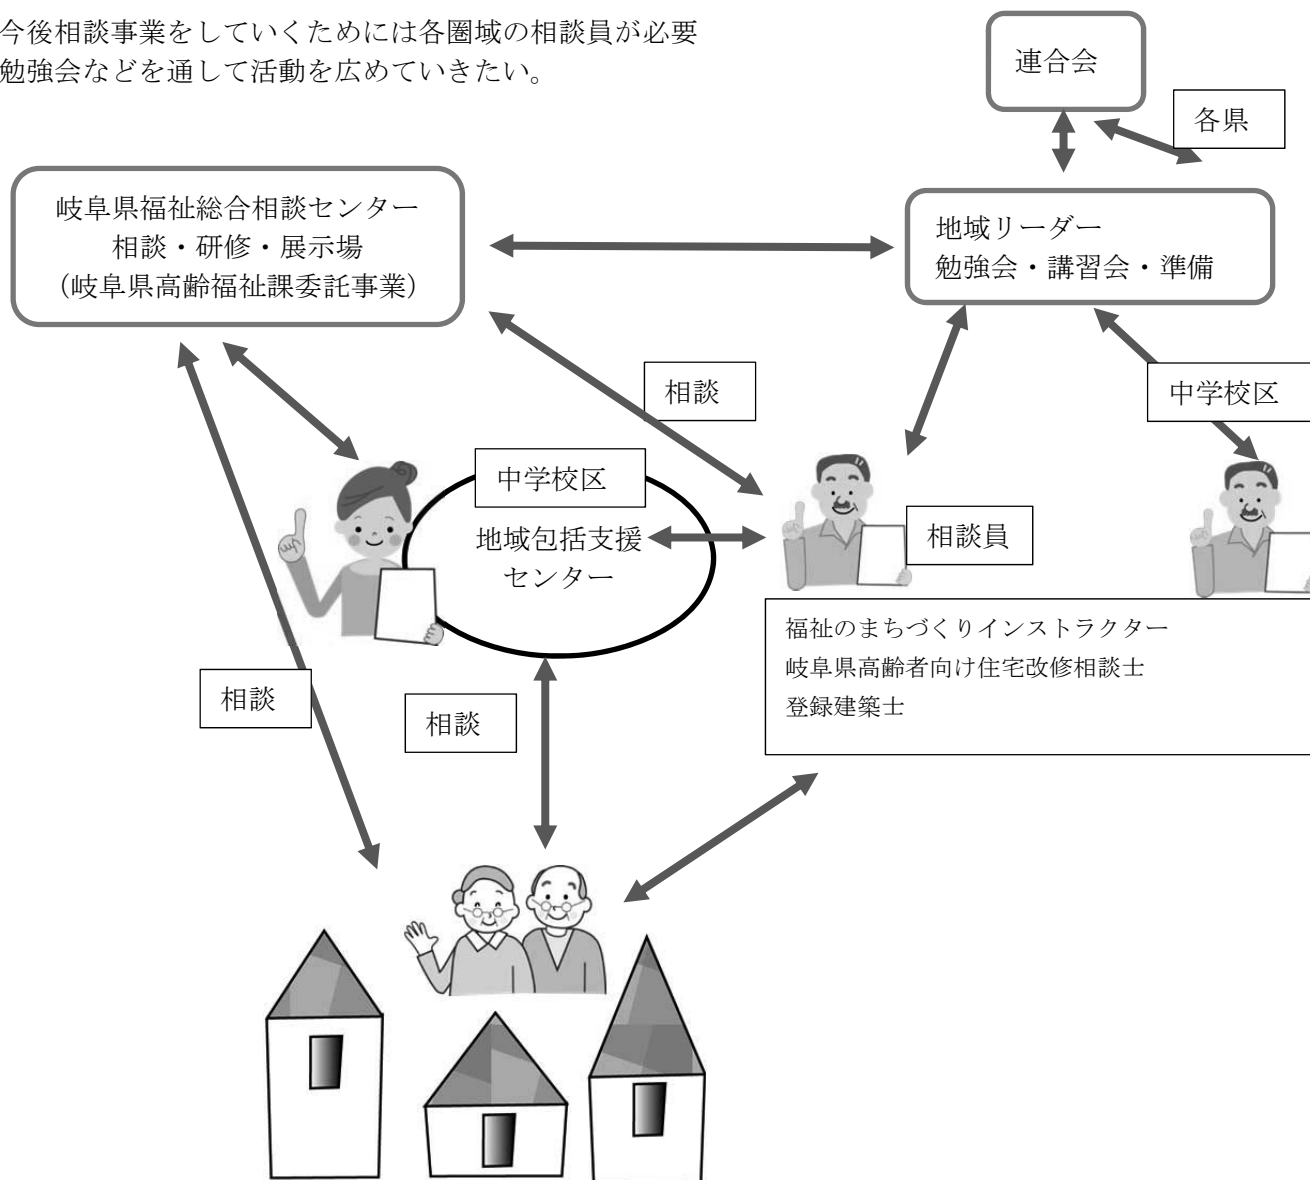 今後相談事業をしていくためには各圏域の相談員が必要
勉強会などを通して活動を広めていきたい。
連合会
各県
岐阜県福祉総合相談センター
相談・研修・展示場
（岐阜県高齢福祉課委託事業）
地域リーダー
勉強会・講習会・準備
相談
中学校区
中学校区
地域包括支援
センター
相談員
福祉のまちづくりインストラクター
岐阜県高齢者向け住宅改修相談士
登録建築士
相談
相談